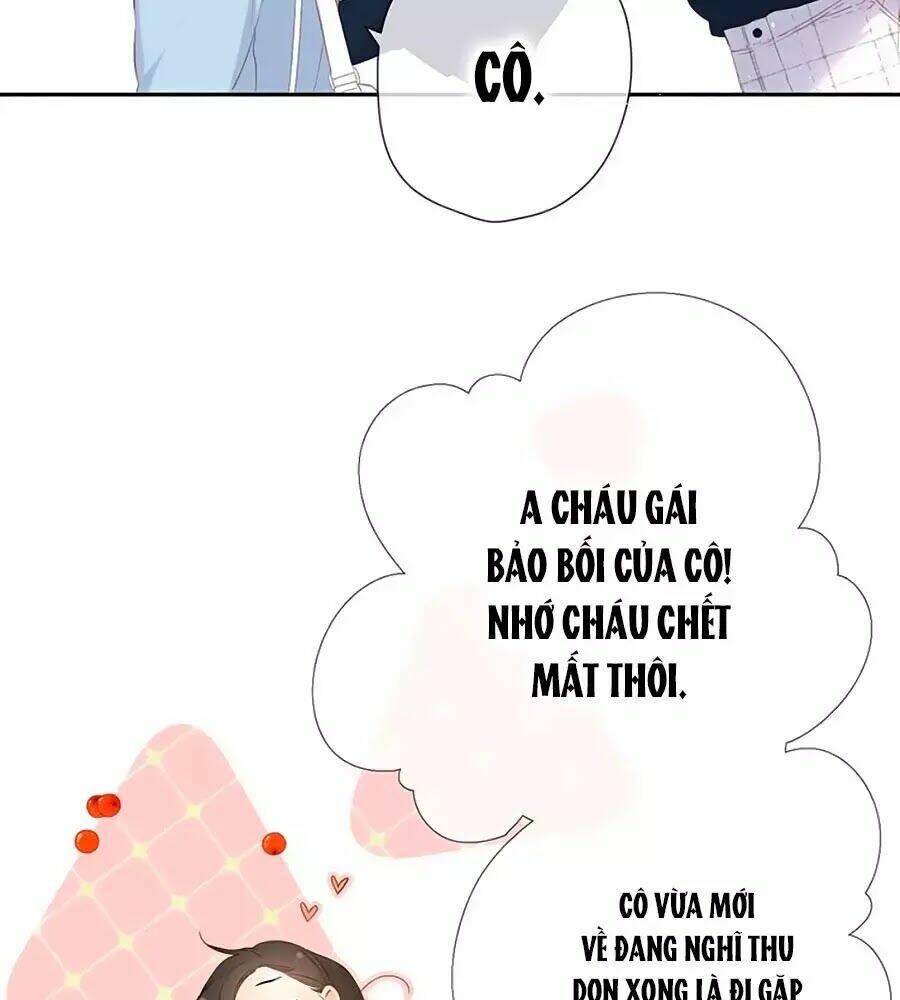 CÔ.
A CHÁU GÁI
BẢO BỐI CỦA CÔ!
NHỚ CHÁU CHẾT
MẤT THÔI.
CÔ VỪA MỚI
VỀ ĐANG NGHĨ THU
DỌN XONG LÀ ĐI GẶP